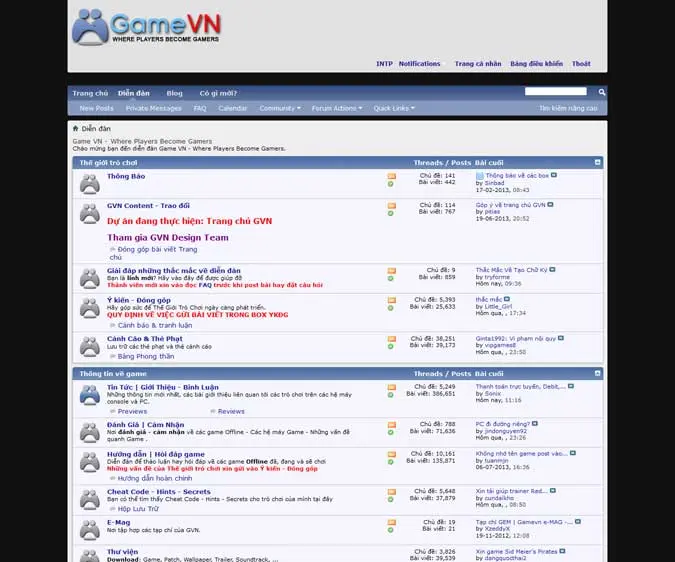 GameVN
WHERE PLAYERS BECOME GAMERS
INTP Notifications Trang cá nhân Bảng điều khiển Thoát
Trang chủ Diễn đàn Blog Có gì mới?
New Posts Private Messages FAQ Calendar Community Forum Actions Quick Links Tìm kiếm nâng cao
Diễn đàn
Game VN - Where Players Become Gamers
Chào mừng bạn đến diễn đàn Game VN - Where Players Become Gamers.
Thế giới trò chơi Threads / Posts Bài cuối
Thông Báo Chủ đề: 141 Thông báo về các box
Bài viết: 442 by Sinbad
17-02-2013, 08:43
GVN Content - Trao đổi Chủ đề: 114 Góp ý về trang chủ GVN
Bài viết: 767 by pisias
Dự án đang thực hiện: Trang chủ GVN 19-06-2013, 20:52
Tham gia GVN Design Team
Đóng góp bài viết Trang
chủ
Giải đáp những thắc mắc về diễn đàn Chủ đề: 9 Thắc Mắc Về Tạo Chữ Ký
Bạn là lính mới? Hãy vào đây để được giúp đỡ Bài viết: 859 by tryforme
Thành viên mới xin vào đọc FAQ trước khi post bài hay đặt câu hỏi Hôm nay, 09:36
Ý kiến - Đóng góp Chủ đề: 5,393 thắc mắc
Hãy góp sức để Thế Giới Trò Chơi ngày càng phát triển. Bài viết: 25,633 by Little_Girl
QUY ĐỊNH VỀ VIỆC GỬI BÀI VIẾT TRONG BOX YKĐG Hôm qua, , 17:34
Cảnh báo & tranh luận
Cảnh Cáo & Thẻ Phạt Chủ đề: 38,251 Ginta1992: Vi phạm nội quy
Lưu trữ các thẻ phạt và thẻ cảnh cáo Bài viết: 39,173 by vipgames8
Bảng Phong thần Hôm qua, , 23:50
Thông tin về game Threads / Posts Bài cuối
Tin Tức | Giới Thiệu - Bình Luận Chủ đề: 5,249 Thanh toán trực tuyến, Debit,...
Những thông tin mới nhất, các bài giới thiệu liên quan tới các trò chơi trên các hệ máy Bài viết: 386,651 by Sonix
console và PC. Hôm nay, 11:16
Previews Reviews
Đánh Giá | Cảm Nhận Chủ đề: 788 PC đi đường riêng?
Nơi đánh giá - cảm nhận về các game Offline - Các hệ máy Game - Những vấn đề Bài viết: 71,636 by jindonguyen92
quanh Game . Hôm qua, , 23:26
Hướng dẫn | Hỏi đáp game Chủ đề: 10,161 Không nhớ tên game post vào...
Diễn đàn để thảo luận hay hỏi đáp về các game Offline đã, đang và sẽ chơi Bài viết: 135,871 by tuanmjn
Những vấn đề của Thế giới trò chơi xin gửi vào Ý kiến - Đóng góp 06-07-2013, 16:36
Hướng dẫn hoàn chỉnh
Cheat Code - Hints - Secrets Chủ đề: 5,648 Xin tải giúp trainer Red...
Bạn có thể tìm thấy Cheat Code - Hints - Secrets cho trò chơi của mình tại đây Bài viết: 37,879 by cundaikho
Hộp Lưu Trữ Hôm qua, , 08:50
E-Mag Chủ đề: 19 Tạp chí GEM | Gamevn e-MAG -...
Nơi tập hợp các tạp chí của GVN. Bài viết: 21 by XzeddyX
19-11-2012, 22:08
Thư viện Chủ đề: 3,826 Xin game Sid Meier's Pirates
Download: Game, Patch, Wallpaper, Trailer, Soundtrack, ... Bài viết: 39,539 by dangquocthai2